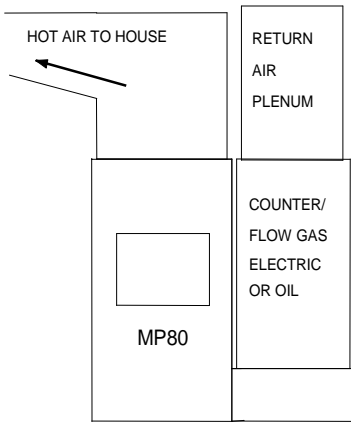 HOT AIR TO HOUSE
RETURN
AIR
PLENUM
COUNTER/
FLOW GAS
ELECTRIC
OR OIL
MP80